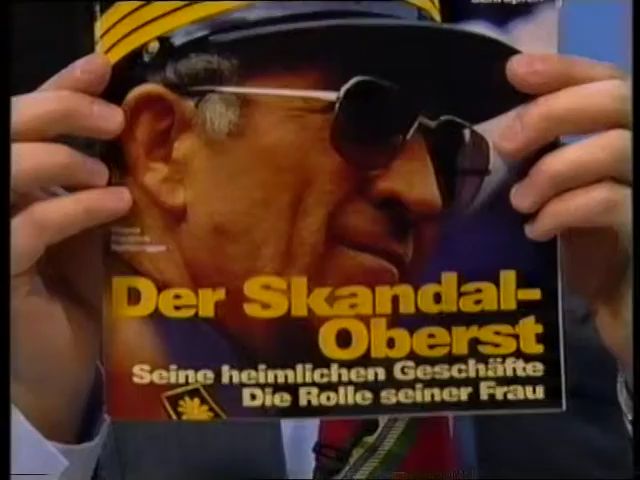 Der Skandal-
Oberst
Seine heimlichen Geschäfte
Die Rolle seiner Frau